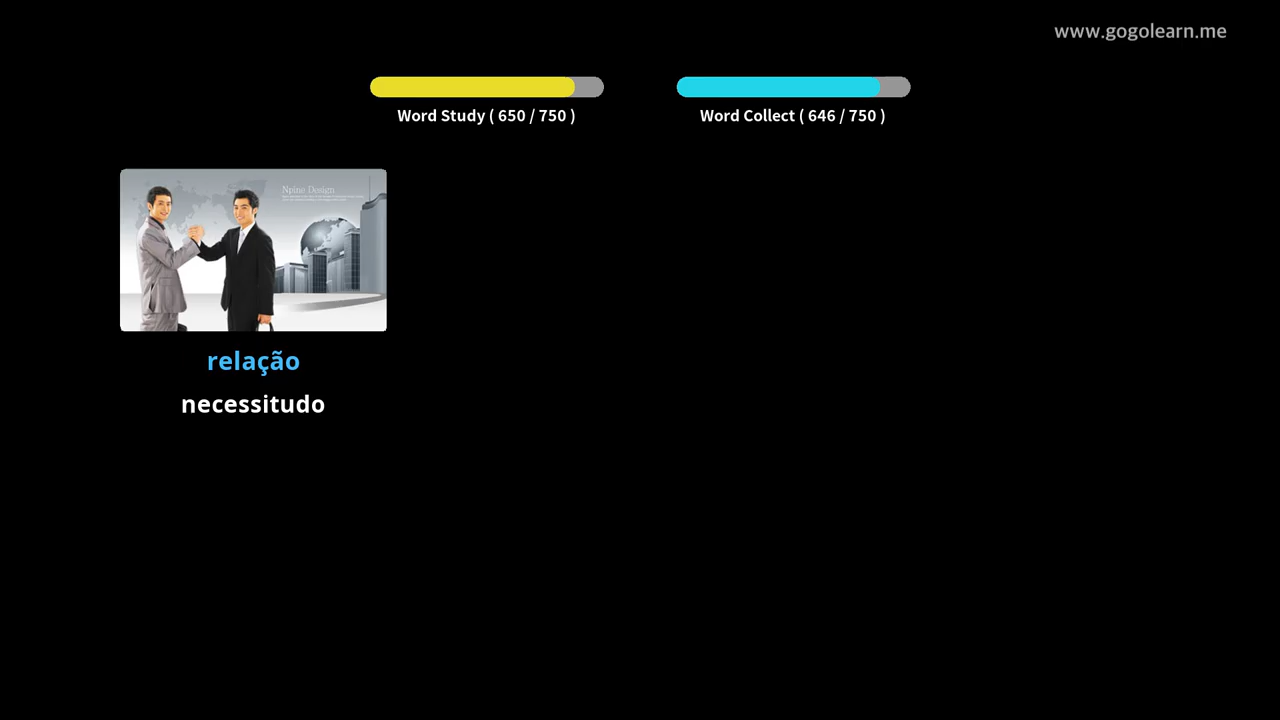 www.gogolearn.me
Word Study ( 650 / 750 )
Word Collect ( 646 / 750 )
Npine Design
relação
necessitudo